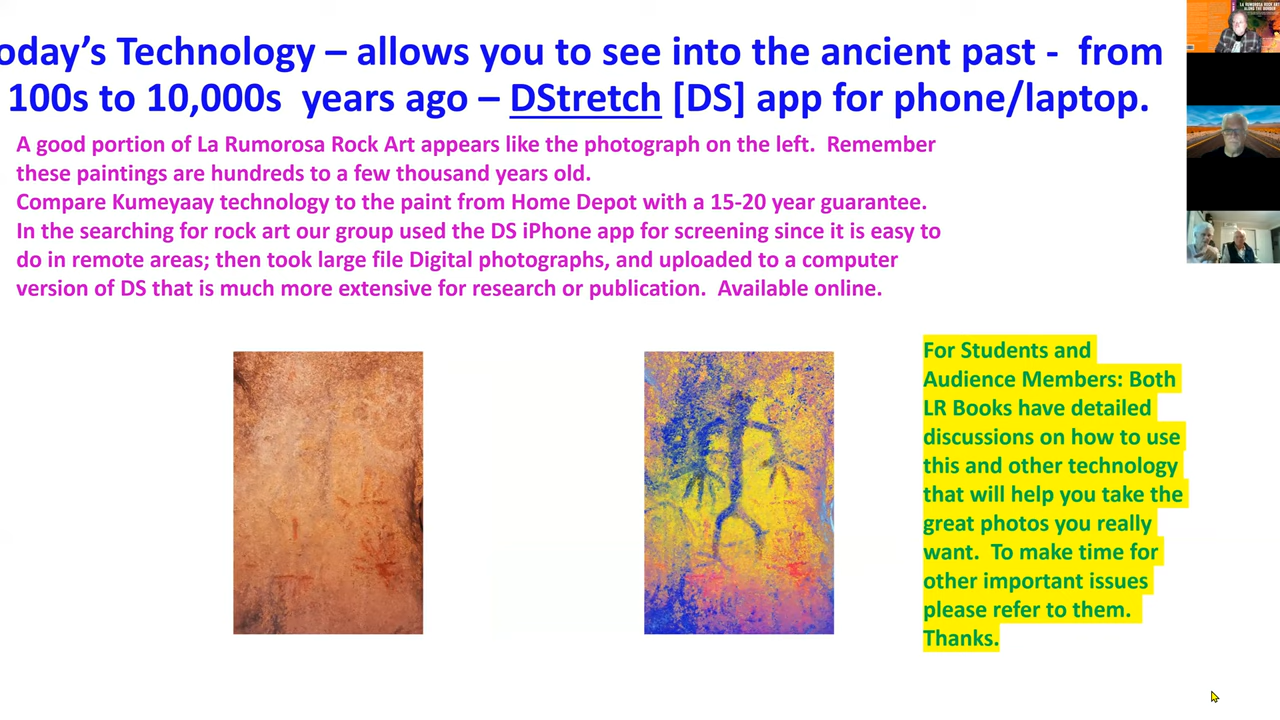 oday's Technology – allows you to see into the ancient past - from
100s to 10,000s years ago – DStretch [DS] app for phone/laptop.
A good portion of La Rumorosa Rock Art appears like the photograph on the left. Remember
these paintings are hundreds to a few thousand years old.
Compare Kumeyaay technology to the paint from Home Depot with a 15-20 year guarantee.
In the searching for rock art our group used the DS iPhone app for screening since it is easy to
do in remote areas; then took large file Digital photographs, and uploaded to a computer
version of DS that is much more extensive for research or publication. Available online.
For Students and
Audience Members: Both
LR Books have detailed
discussions on how to use
this and other technology
that will help you take the
great photos you really
want. To make time for
other important issues
please refer to them.
Thanks.
LA RUMOROSA ROCK ART
ALONG THE BORDER